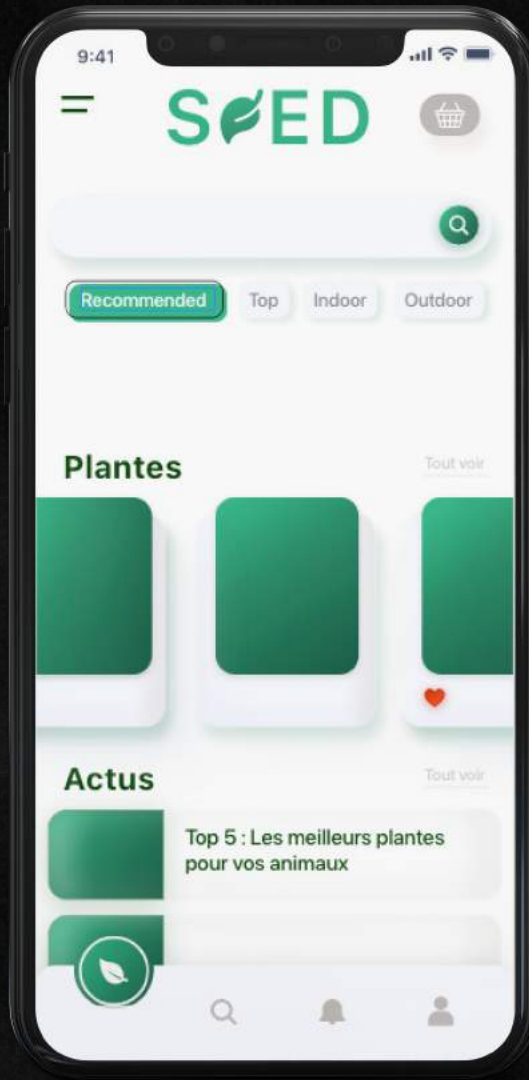 9:41
SEED
Recommended
Top
Indoor
Outdoor
Plantes
Tout voir
Actus
Tout voir
Top 5 : Les meilleurs plantes
pour vos animaux